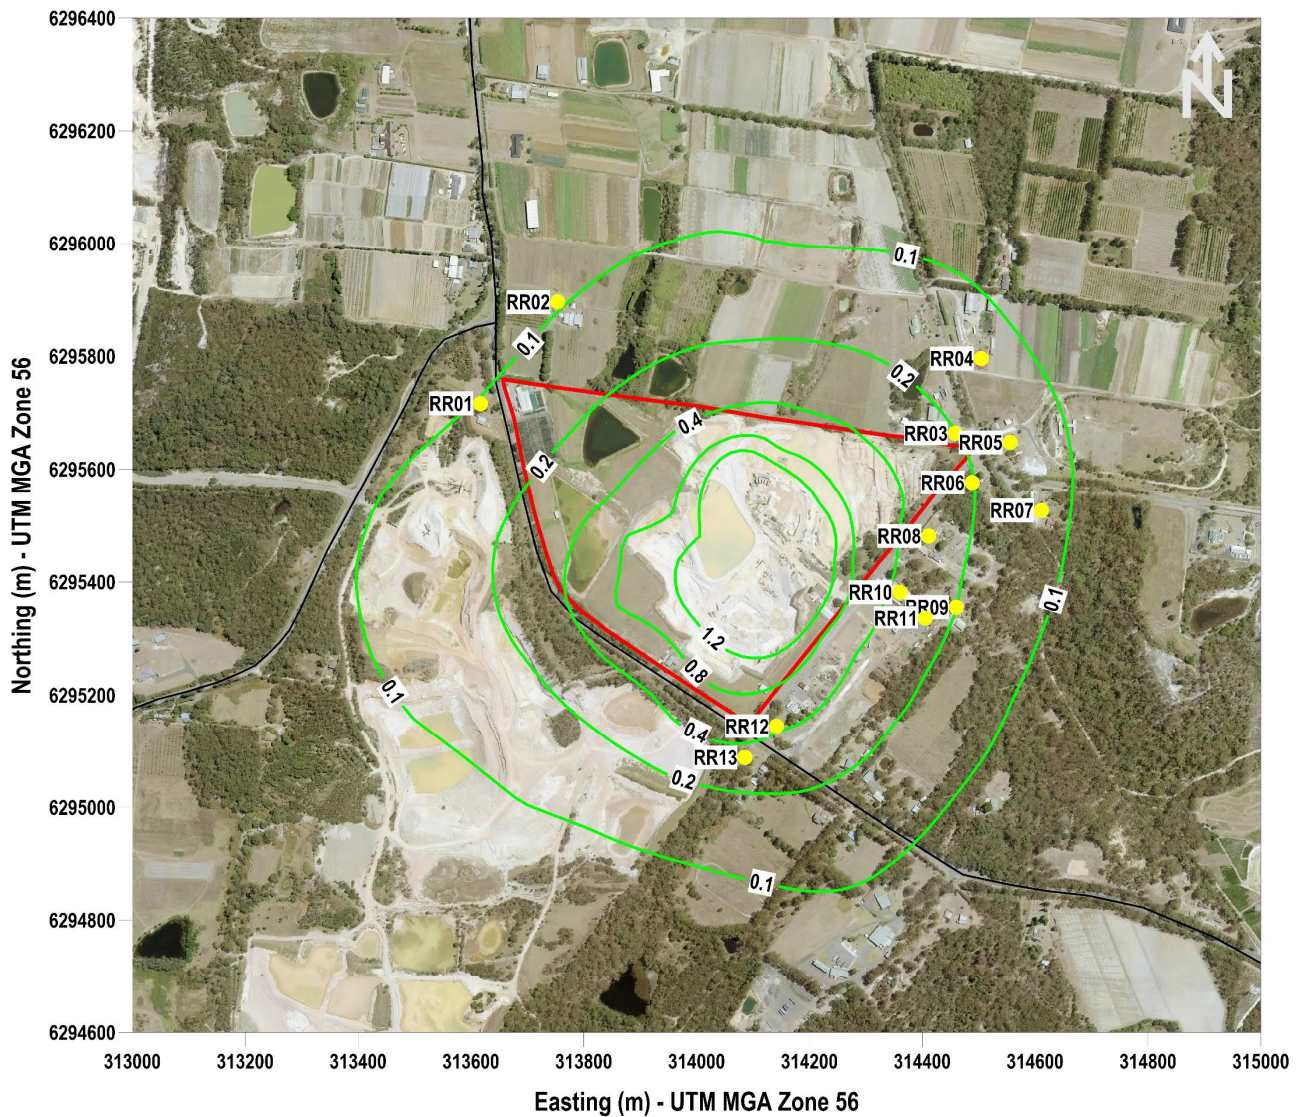 6296400
N
6296200
6296000
0.1
RR02
0.1
6295800
RR04
0.2
RR01
0.4
RR03
RR05
6295600
0.2
RR06
RR07
RR08
6295400
RR10
RR09
0.1
RR11
1.2
0.8
0.1
6295200
RR12
0.4
RR13
0.2
6295000
0.1
6294800
6294600
313000 313200 313400 313600 313800 314000 314200 314400 314600 314800 315000
Northing (m) - UTM MGA Zone 56
Easting (m) - UTM MGA Zone 56